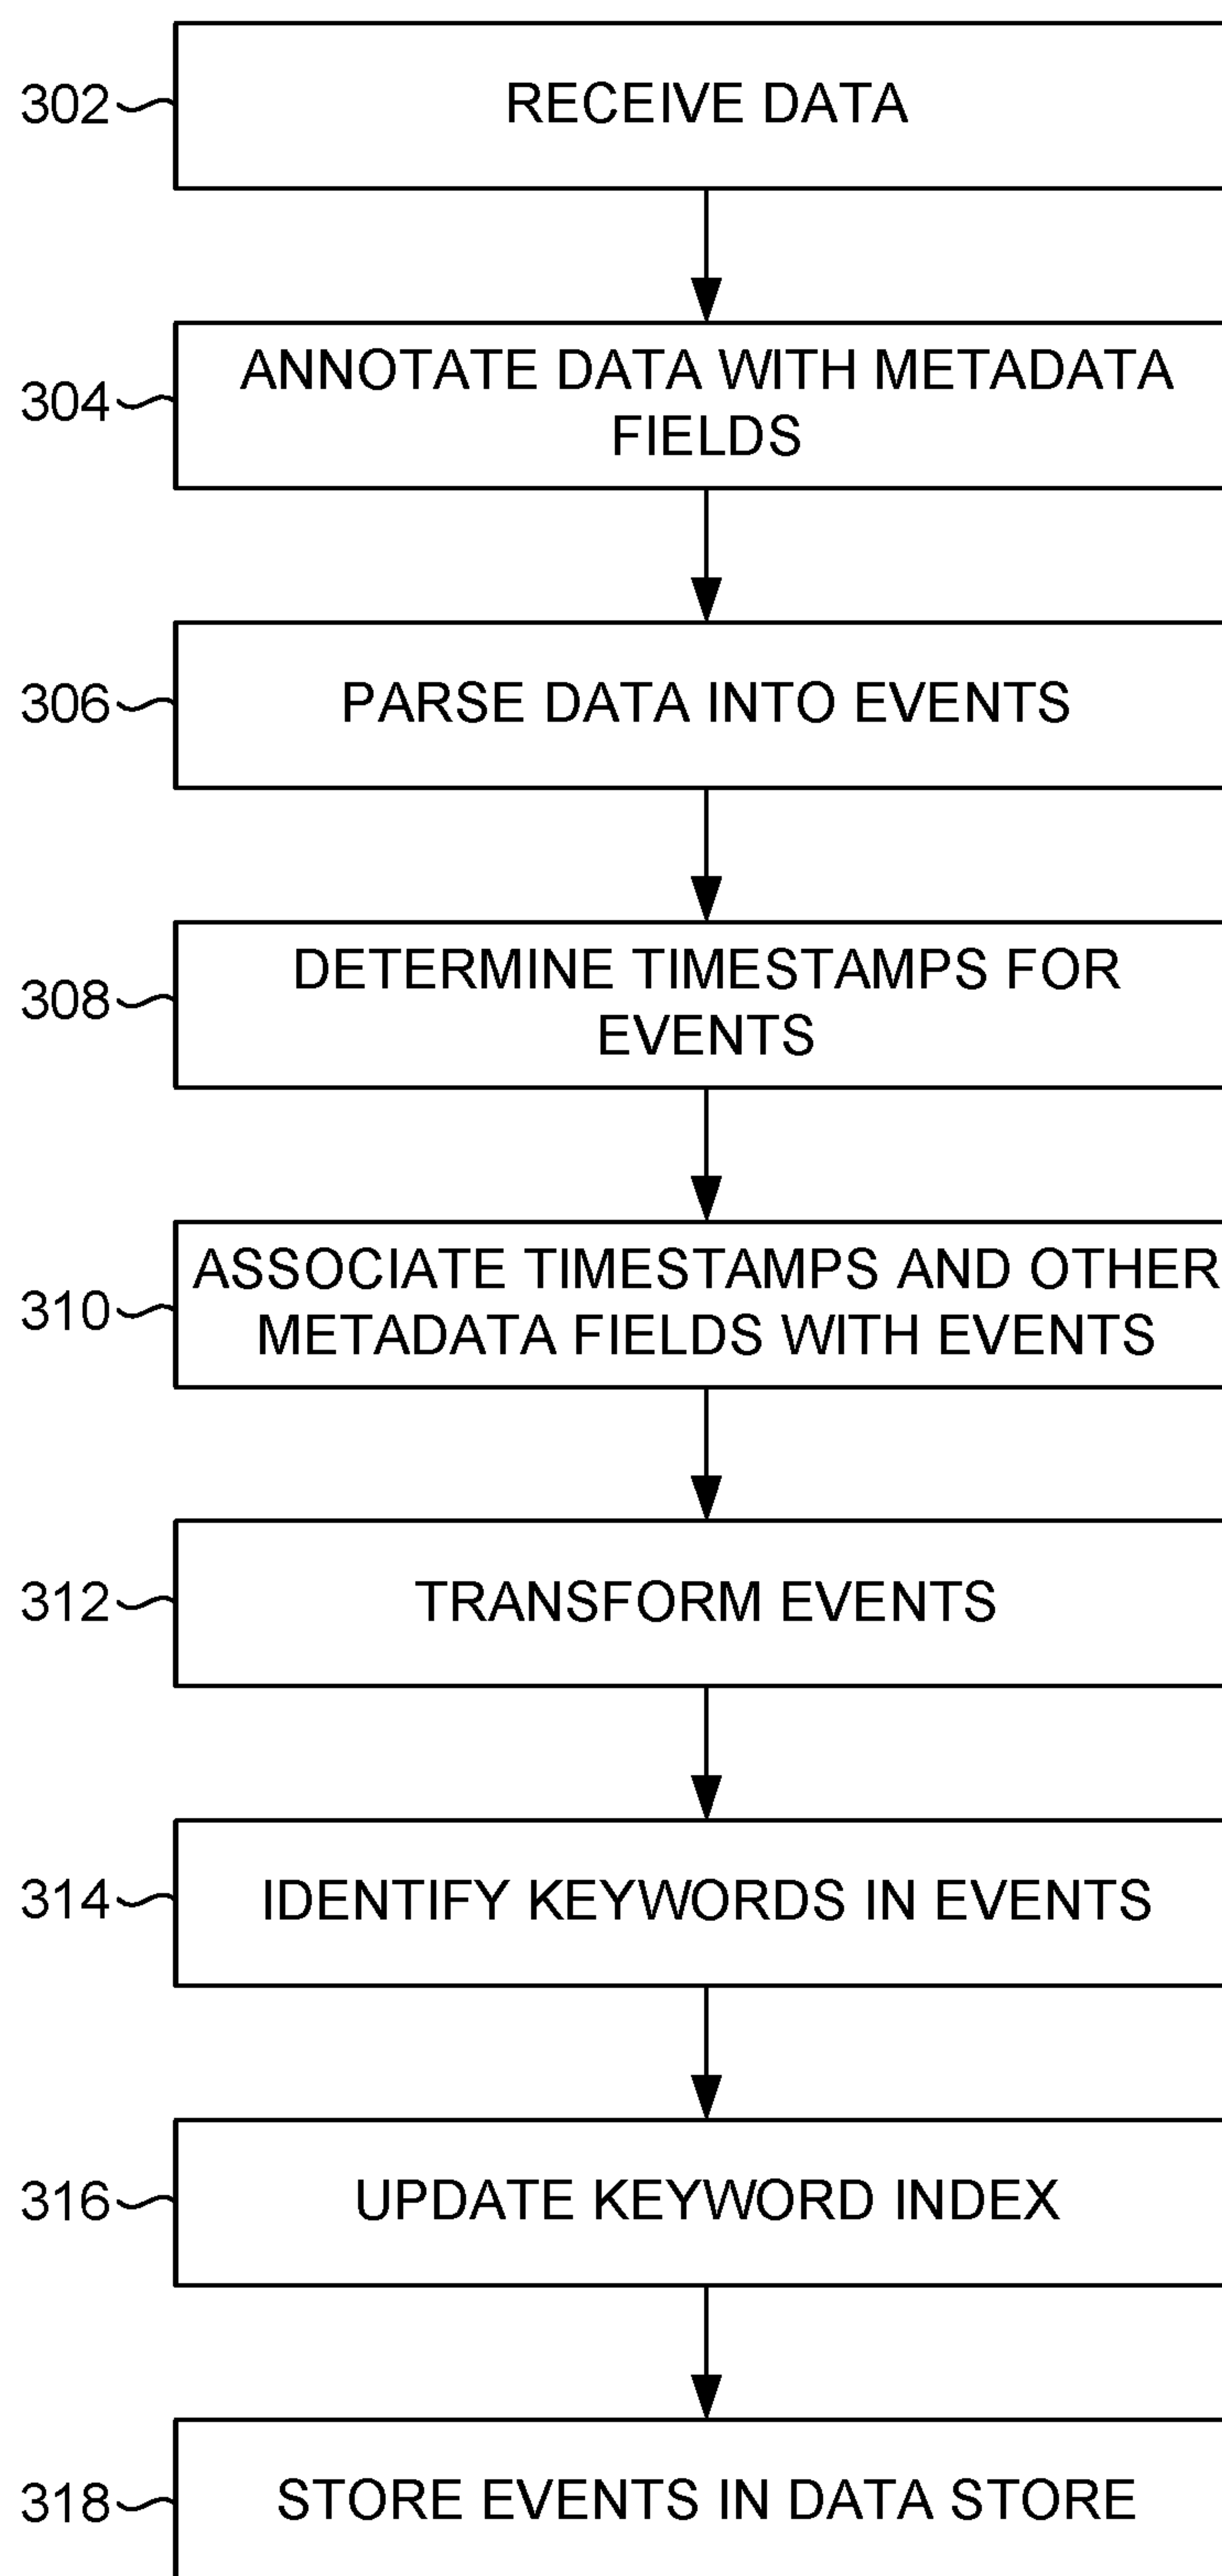 302
RECEIVE DATA
304
ANNOTATE DATA WITH METADATA
FIELDS
306
PARSE DATA INTO EVENTS
308
DETERMINE TIMESTAMPS FOR
EVENTS
310
ASSOCIATE TIMESTAMPS AND OTHER
METADATA FIELDS WITH EVENTS
312
TRANSFORM EVENTS
314
IDENTIFY KEYWORDS IN EVENTS
316
UPDATE KEYWORD INDEX
318
STORE EVENTS IN DATA STORE